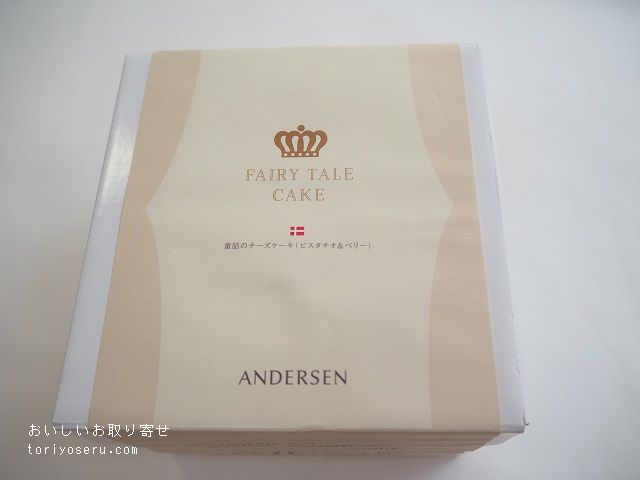 FAIRY TALE
CAKE
童話のチーズケーキ（ピスタチオ&ベリー）
ANDERSEN
おいしいお取り寄せ
toriyoseru.com